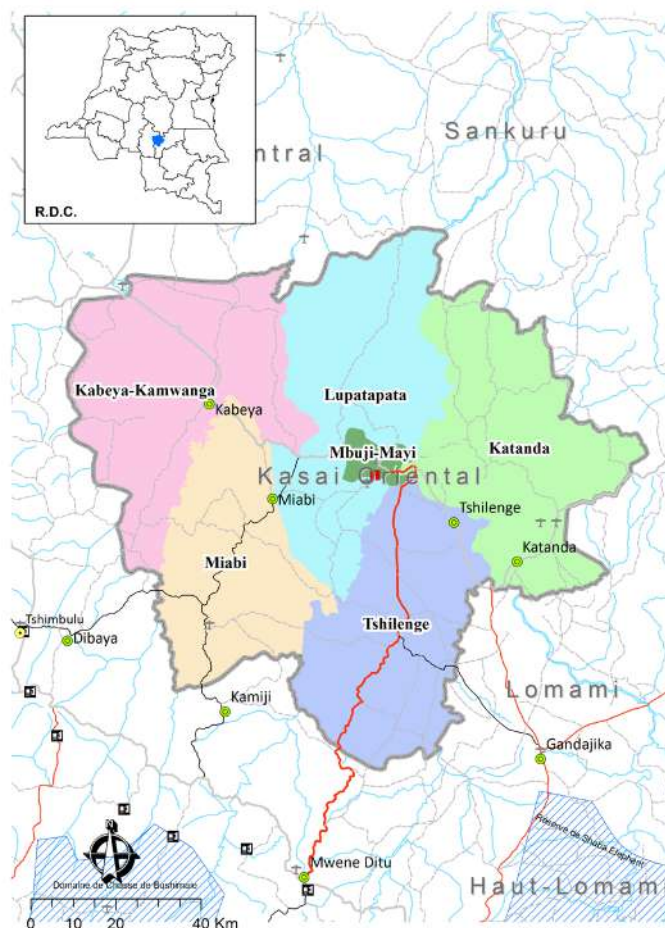 R.D.C.
ntral
Sankuru
Kabeya-Kamwanga
Lupatapata
Kabeya
Mbuji-Mayi
Katanda
Kasai Oriental
Miabi
Tshilenge
Katanda
Miabi
Tshilenge
Tshimbulu
Dibaya
Lomami
Kamiji
Gandajika
Réserve de Shaba Elephant
N
Mwene Ditu
Domaine de Chasse de Bushimaie
Haut-Lomam
0 10 20 40 Km